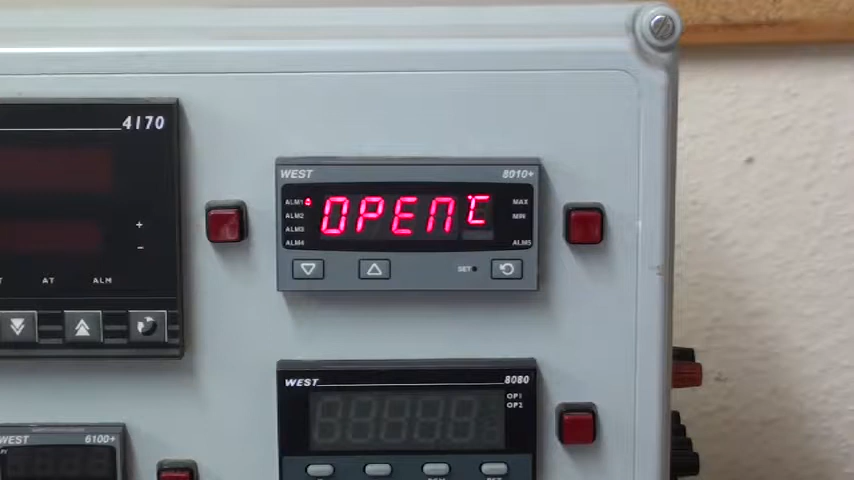 4170
WEST 8010+
ALM1 OPEN °C MAX
ALM2 MIN
ALM3
ALM4 ALM5
SET
+
-
AT ALM
WEST 8080
OP1
OP2
WEST 6100+